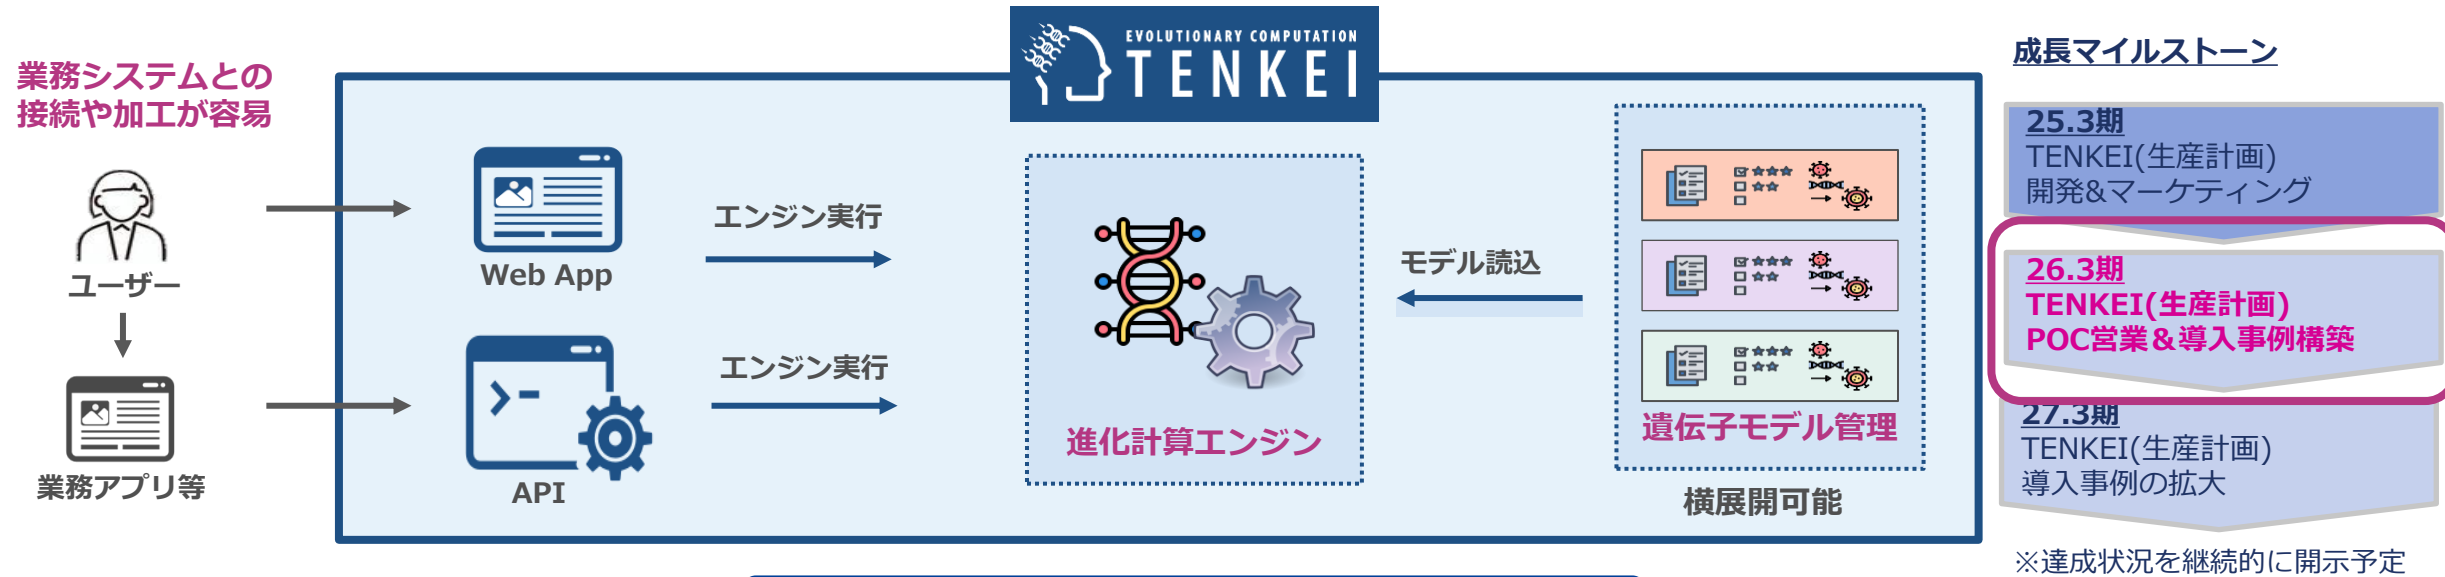 EVOLUTIONARY COMPUTATION
TENKEI
業務システムとの
接続や加工が容易
ユーザー
業務アプリ等
Web App
API
エンジン実行
エンジン実行
進化計算エンジン
モデル読込
遺伝子モデル管理
横展開可能
成長マイルストーン
25.3期
TENKEI(生産計画)
開発&マーケティング
26.3期
TENKEI(生産計画)
POC営業＆導入事例構築
27.3期
TENKEI(生産計画)
導入事例の拡大
※達成状況を継続的に開示予定